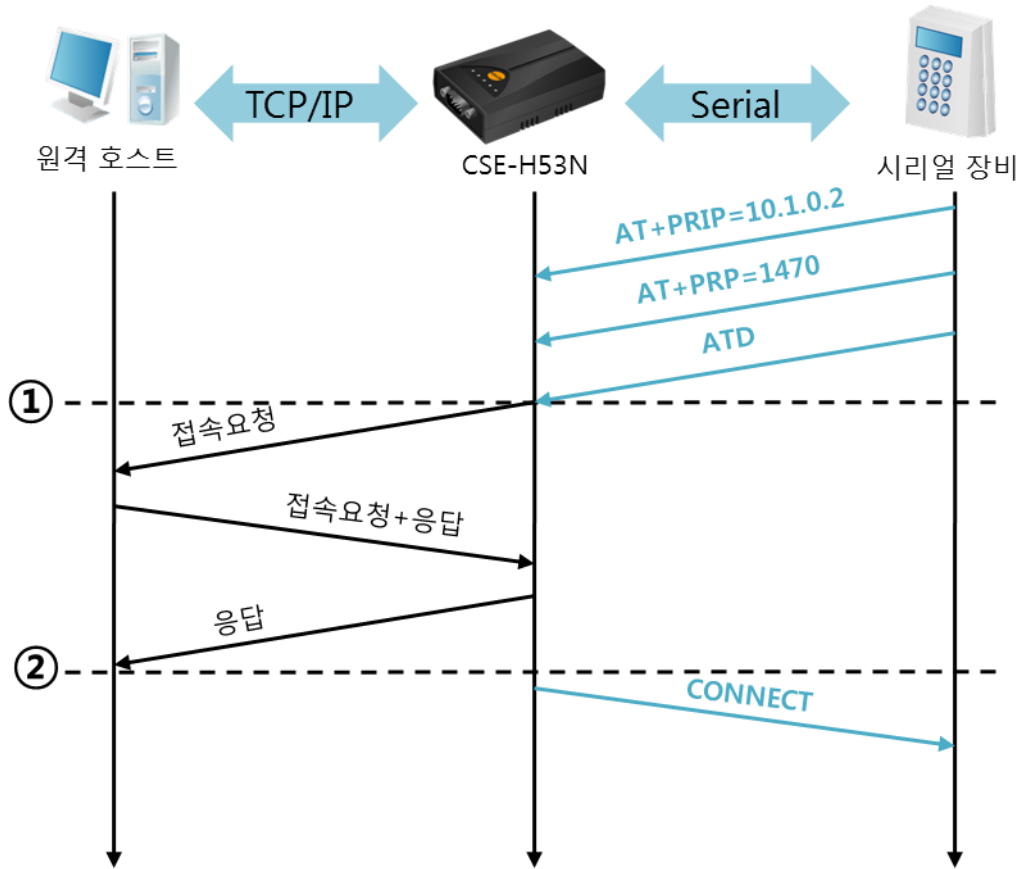 TCP/IP
Serial
원격 호스트
CSE-H53N
시리얼 장비
AT+PRIP=10.1.0.2
AT+PRP=1470
ATD
①
접속요청
접속요청+응답
응답
②
CONNECT